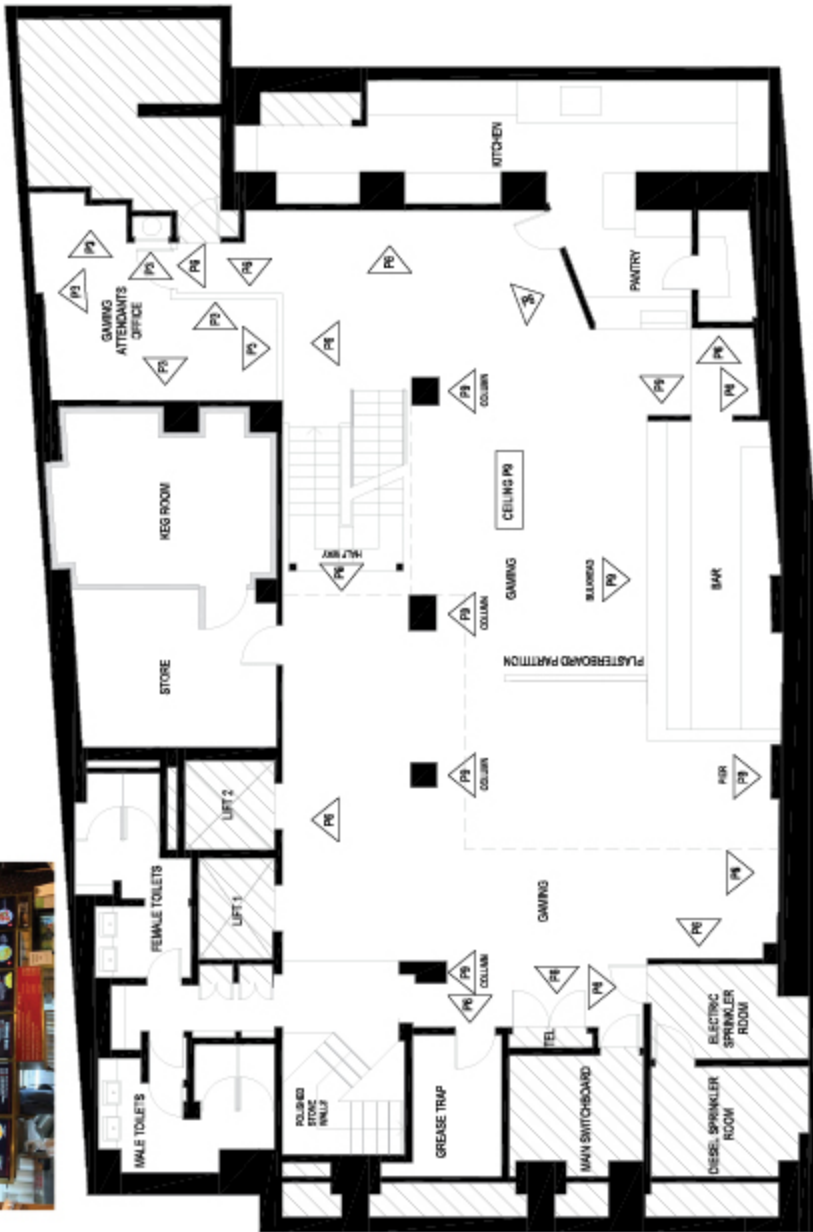 KITCHEN
P3
P3
P3
P6
P6
P6
GAMING
ATTENDANTS
OFFICE
P3
P3
P3
P6
PANTRY
P6
P9
P6
P9
COLUMN
KEG ROOM
CEILING P9
HALF WAY
P6
GAMING
BULKHEAD
P9
BAR
P9
COLUMN
STORE
PLASTERBOARD PARTITION
P9
COLUMN
PIER
P9
LIFT 2
P6
FEMALE TOILETS
LIFT 1
GAMING
P6
P6
P9
COLUMN
P6
P6
P6
TEL
ELECTRIC
SPRINKLER
ROOM
MALE TOILETS
POLISHED
STONE
WALLS
GREASE TRAP
MAIN SWITCHBOARD
DIESEL SPRINKLER
ROOM